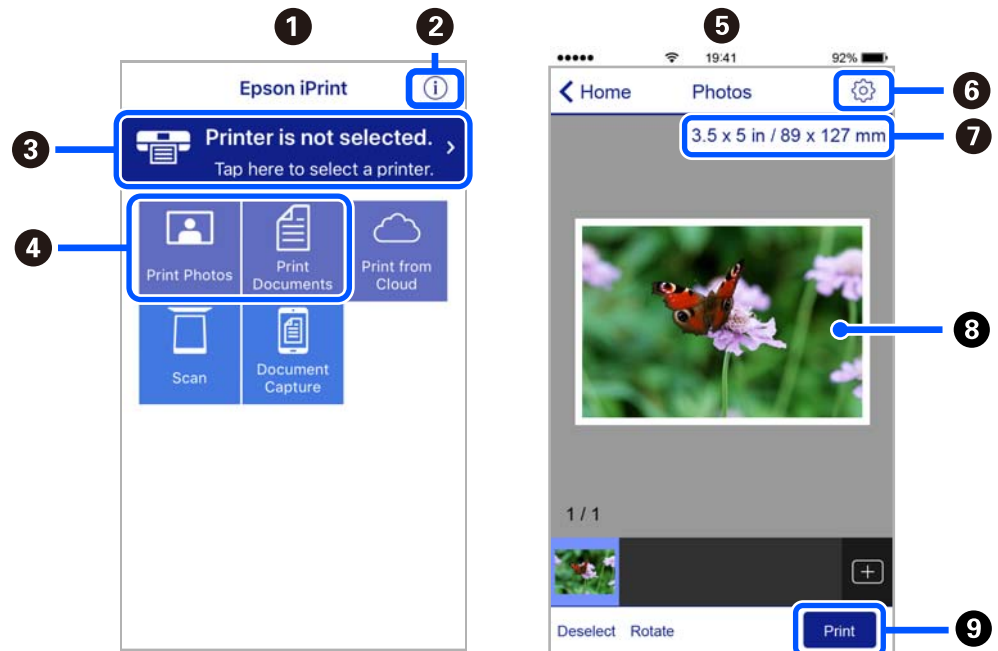 1
2
Epson iPrint
3
Printer is not selected.
Tap here to select a printer.
4
Print Photos
Print
Documents
Print from
Cloud
Scan
Document
Capture
5
19:41
92%
Home
Photos
6
3.5 x 5 in / 89 x 127 mm
7
8
1 / 1
Deselect
Rotate
Print
9